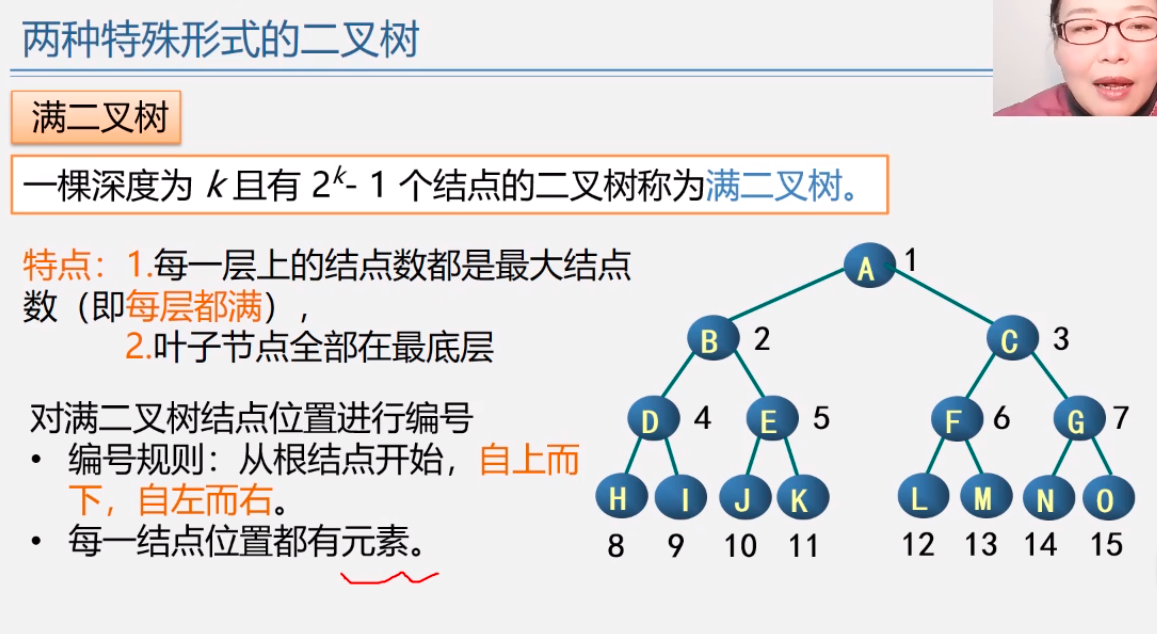 两种特殊形式的二叉树
满二叉树
一棵深度为 k 且有 2^k- 1 个结点的二叉树称为满二叉树。
特点：1.每一层上的结点数都是最大结点
数（即每层都满），
2.叶子节点全部在最底层
对满二叉树结点位置进行编号
• 编号规则：从根结点开始，自上而
下，自左而右。
• 每一结点位置都有元素。
A 1
B 2 C 3
D 4 E 5 F 6 G 7
H I J K L M N O
8 9 10 11 12 13 14 15